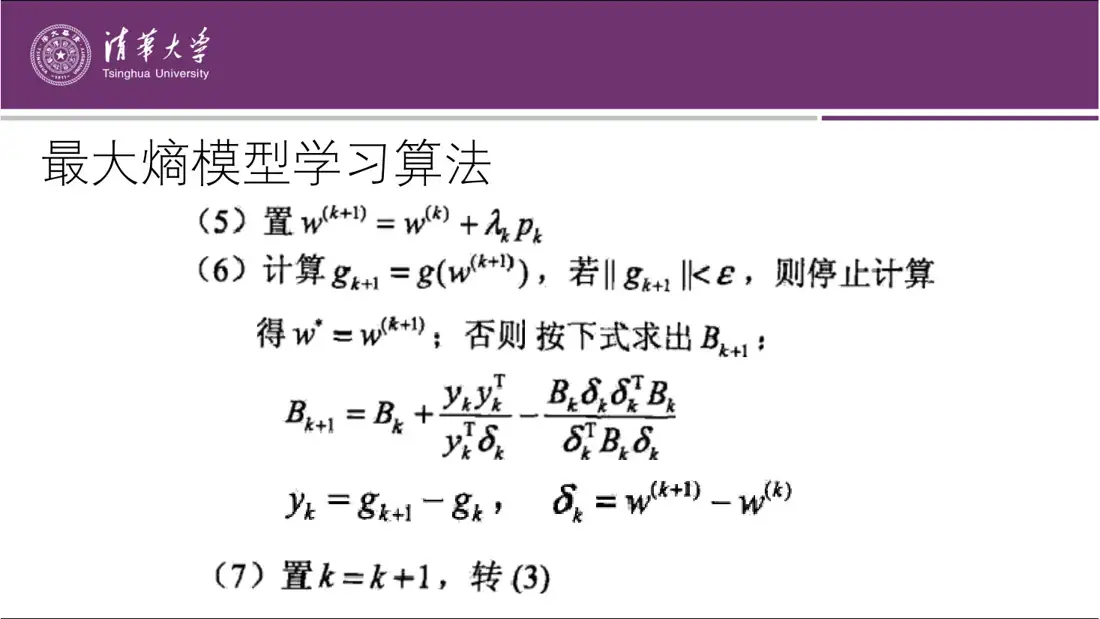 清华大学
Tsinghua University
最大熵模型学习算法
（5）置 w^(k+1) = w^(k) + λ_k p_k
（6）计算 g_{k+1} = g(w^(k+1))，若 || g_{k+1} ||< ε，则停止计算
得 w^* = w^(k+1)；否则 按下式求出 B_{k+1}：
B_{k+1} = B_k + (y_k y_k^T)/(y_k^T δ_k) − (B_k δ_k δ_k^T B_k)/(δ_k^T B_k δ_k)
y_k = g_{k+1} − g_k， δ_k = w^(k+1) − w^(k)
（7）置 k = k+1，转 (3)